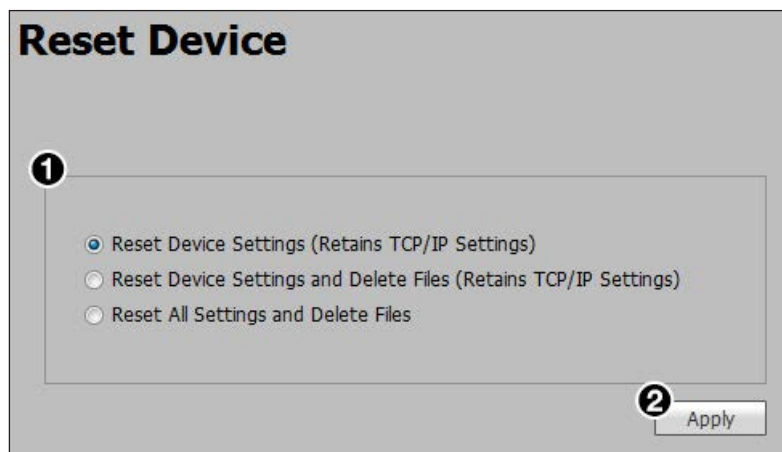 Reset Device
1
Reset Device Settings (Retains TCP/IP Settings)
Reset Device Settings and Delete Files (Retains TCP/IP Settings)
Reset All Settings and Delete Files
2
Apply